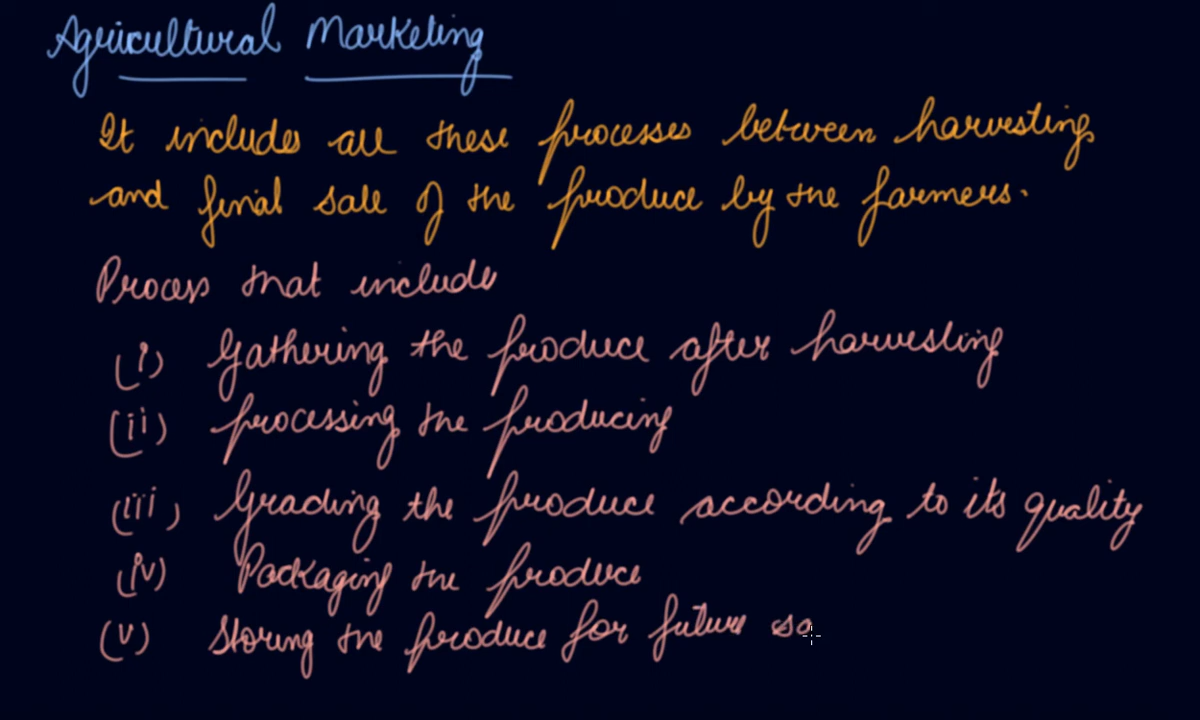 Agricultural Marketing
It includes all these processes between harvesting
and final sale of the produce by the farmers.
Process that include
(i) Gathering the produce after harvesting
(ii) processing the producing
(iii) Grading the produce according to its quality
(iv) Packaging the produce
(v) Storing the produce for future sa